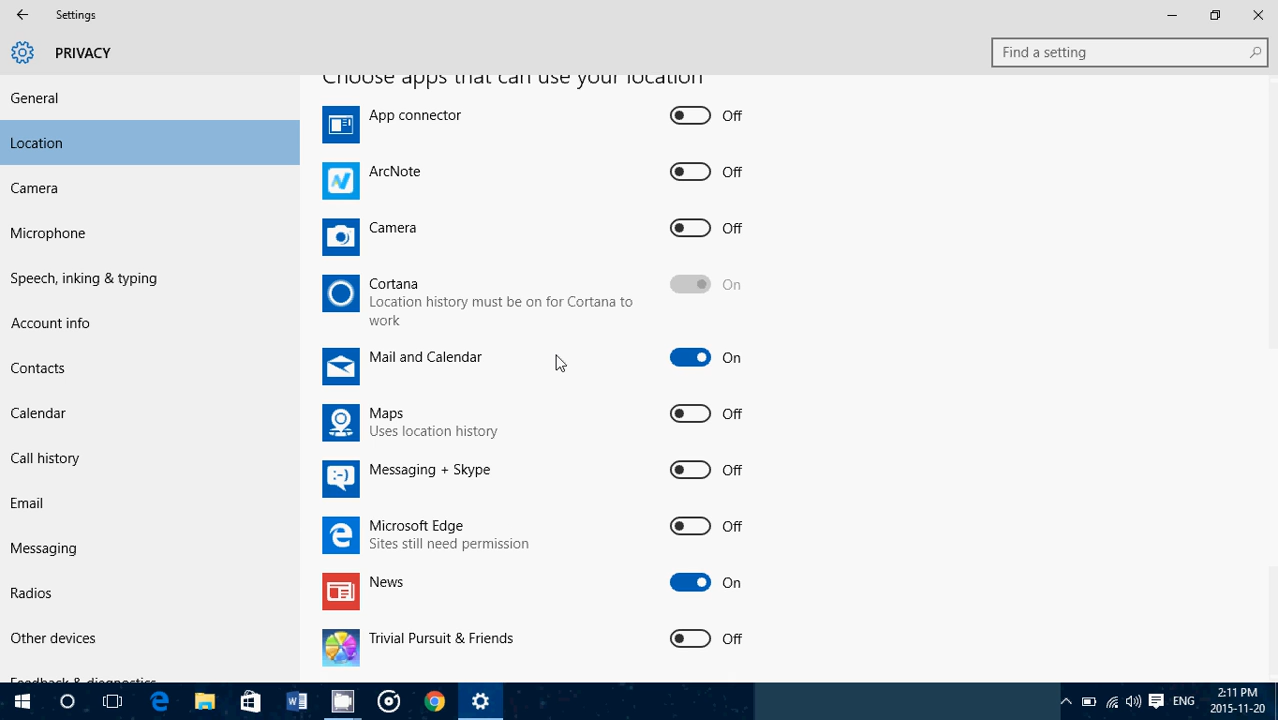 Settings
PRIVACY
Find a setting
General
Location
Camera
Microphone
Speech, inking & typing
Account info
Contacts
Calendar
Call history
Email
Messaging
Radios
Other devices
Feedback & diagnostics
Choose apps that can use your location
App connector Off
ArcNote Off
Camera Off
Cortana On
Location history must be on for Cortana to
work
Mail and Calendar On
Maps Off
Uses location history
Messaging + Skype Off
Microsoft Edge Off
Sites still need permission
News On
Trivial Pursuit & Friends Off
ENG
2:11 PM
2015-11-20